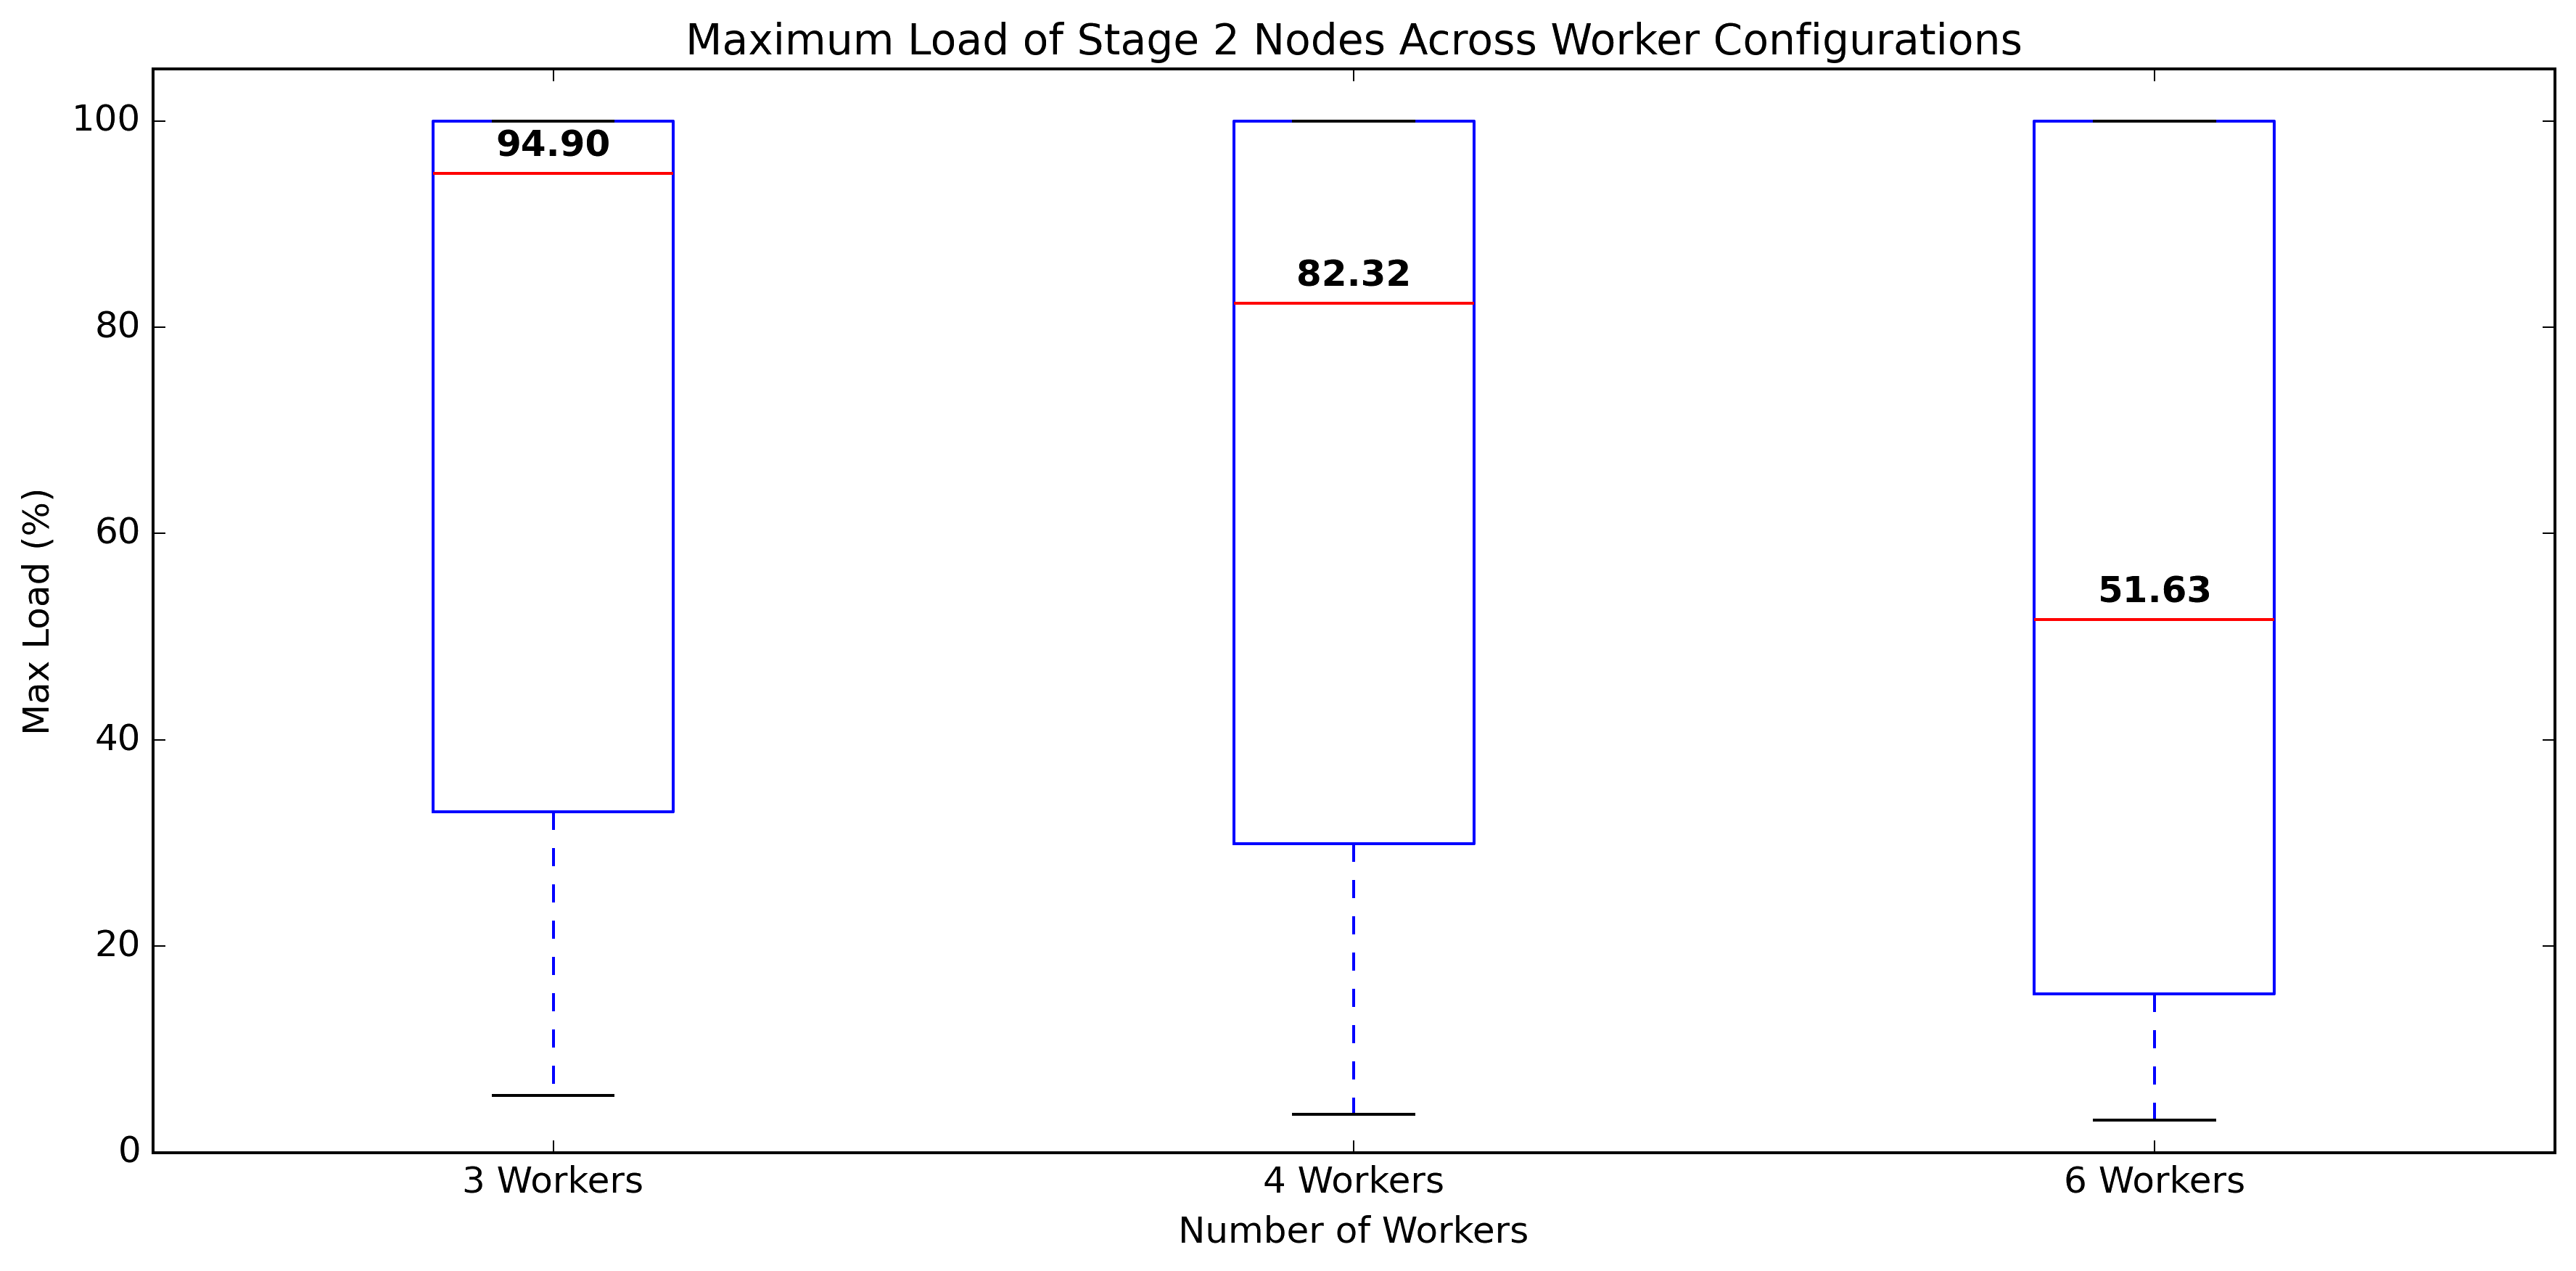 Maximum Load of Stage 2 Nodes Across Worker Configurations
100
80
60
40
20
0
Max Load (%)
94.90
82.32
51.63
3 Workers
4 Workers
6 Workers
Number of Workers